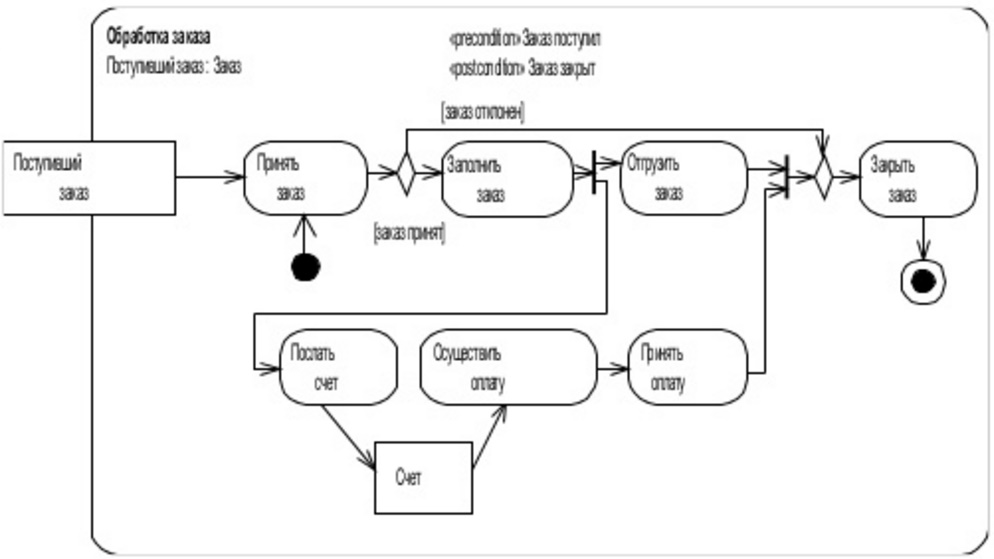 Обработка заказа
Поступивший заказ : Заказ
«precondition» Заказ поступил
«postcondition» Заказ закрыт
[заказ отклонен]
Поступивший
заказ
Принять
заказ
Заполнить
заказ
Отгрузить
заказ
Закрыть
заказ
[заказ принят]
Послать
счет
Осуществить
оплату
Принять
оплату
Счет